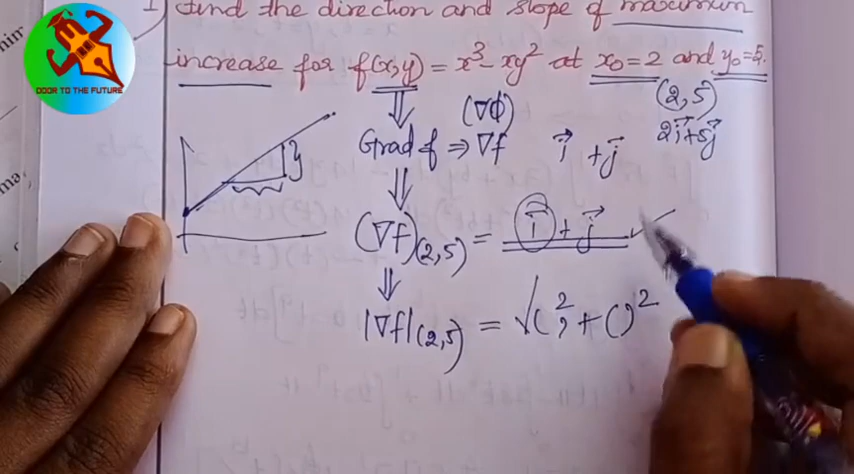 Find the direction and slope of maximum
increase for f(x,y) = x³ - xy² at x₀ = 2 and y₀ = 5.
DOOR TO THE FUTURE
(∇ϕ)
(2,5)
Grad f ⇒ ∇f
i⃗ + j⃗
2i⃗ + 5j⃗
y
(∇f)(2,5) = i⃗ + j⃗
|∇f|(2,5) = √( )² + ( )²